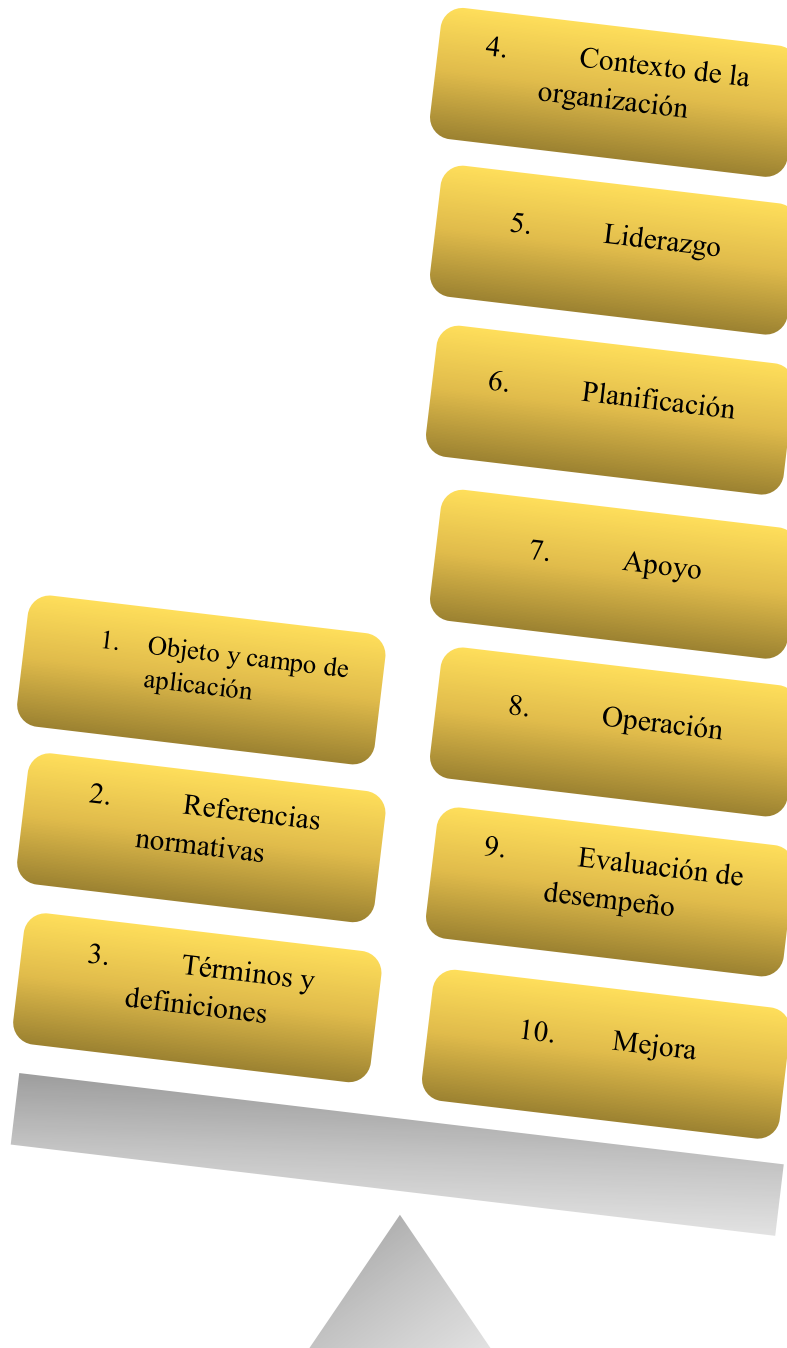 1. Objeto y campo de
aplicación
2. Referencias
normativas
3. Términos y
definiciones
4. Contexto de la
organización
5. Liderazgo
6. Planificación
7. Apoyo
8. Operación
9. Evaluación de
desempeño
10. Mejora